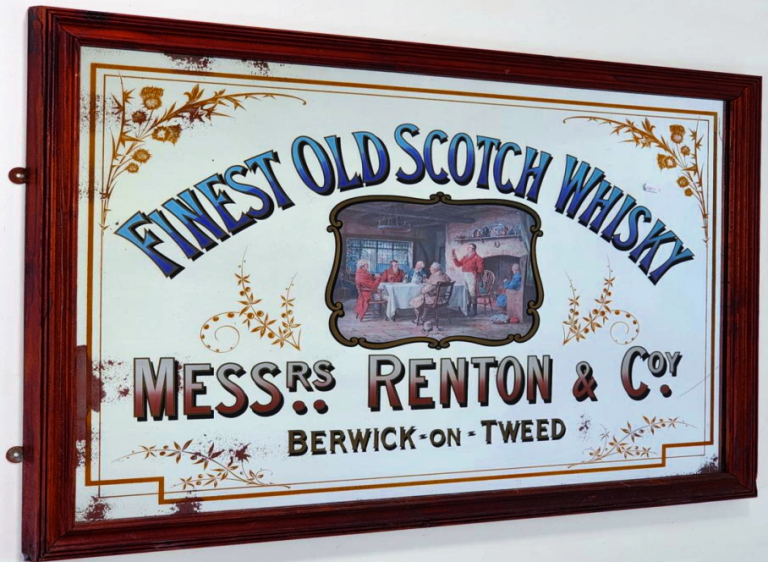 FINEST OLD SCOTCH WHISKY
MESSRS RENTON & COY
BERWICK-ON-TWEED